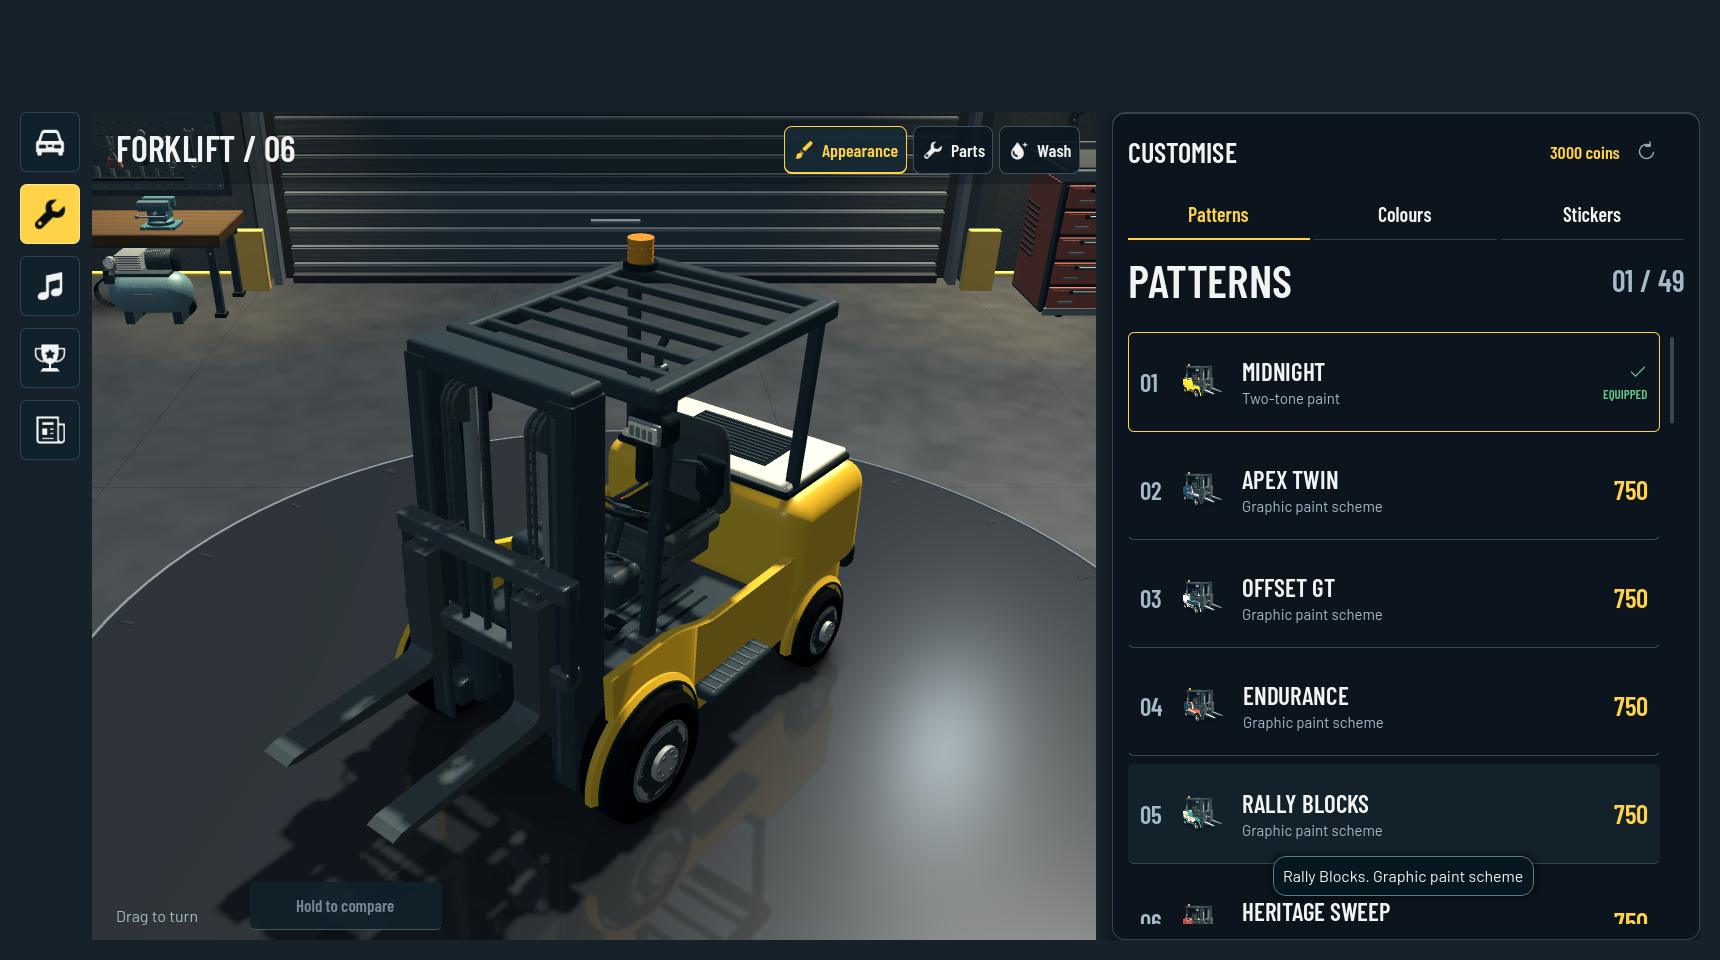 FORKLIFT / 06
Appearance
Parts
Wash
Drag to turn
Hold to compare
CUSTOMISE
3000 coins
Patterns
Colours
Stickers
PATTERNS
01 / 49
01
MIDNIGHT
Two-tone paint
EQUIPPED
02
APEX TWIN
Graphic paint scheme
750
03
OFFSET GT
Graphic paint scheme
750
04
ENDURANCE
Graphic paint scheme
750
05
RALLY BLOCKS
Graphic paint scheme
750
Rally Blocks. Graphic paint scheme
06
HERITAGE SWEEP
750